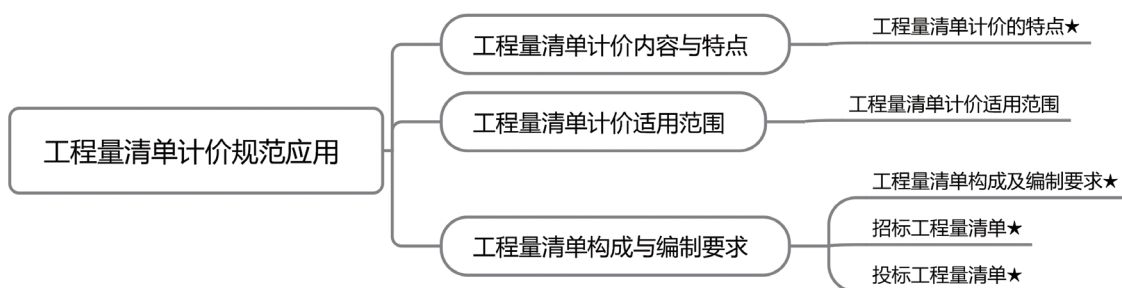 工程量清单计价规范应用
工程量清单计价内容与特点
工程量清单计价的特点★
工程量清单计价适用范围
工程量清单计价适用范围
工程量清单构成与编制要求
工程量清单构成及编制要求★
招标工程量清单★
投标工程量清单★